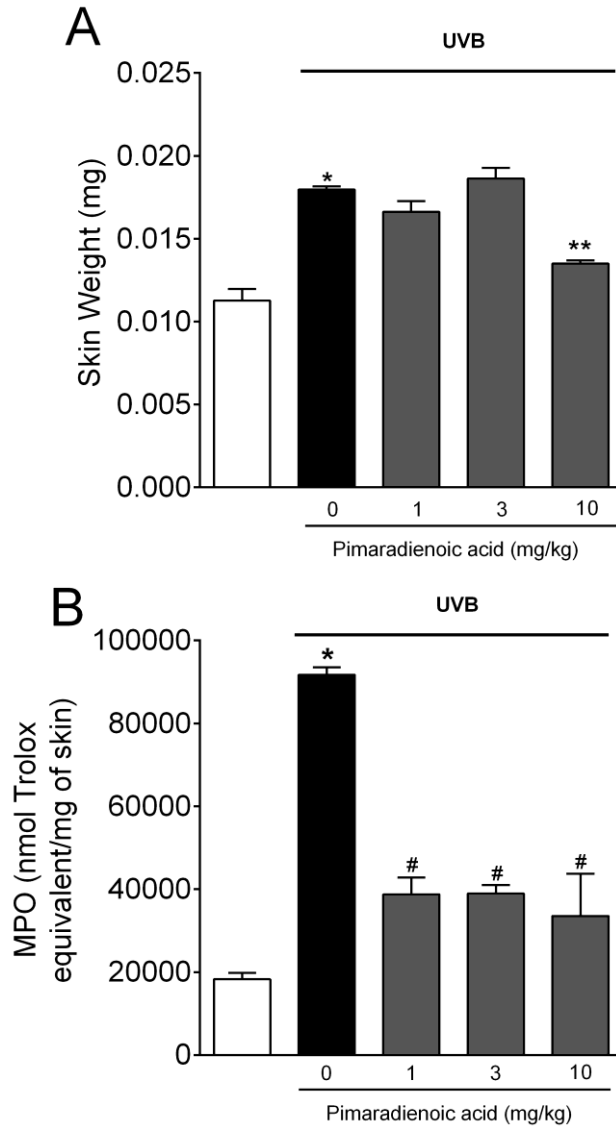 A
UVB
0.025
0.020
0.015
0.010
0.005
0.000
Skin Weight (mg)
*
**
0 1 3 10
Pimaradienoic acid (mg/kg)
B
UVB
100000
80000
60000
40000
20000
0
MPO (nmol Trolox
equivalent/mg of skin)
*
# # #
0 1 3 10
Pimaradienoic acid (mg/kg)